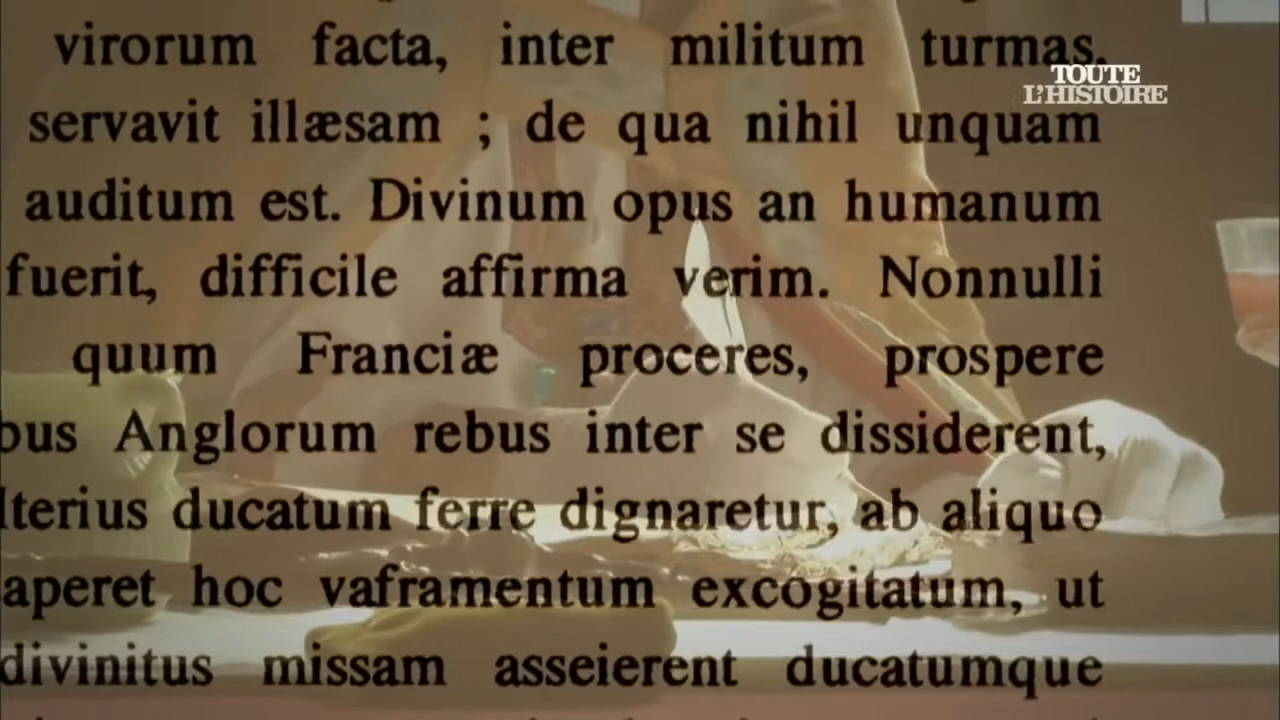 virorum facta, inter militum turmas,
TOUTE
L'HISTOIRE
servavit illæsam ; de qua nihil unquam
auditum est. Divinum opus an humanum
fuerit, difficile affirma verim. Nonnulli
quum Franciæ proceres, prospere
bus Anglorum rebus inter se dissiderent,
lterius ducatum ferre dignaretur, ab aliquo
aperet hoc vaframentum excogitatum, ut
divinitus missam asseierent ducatumque